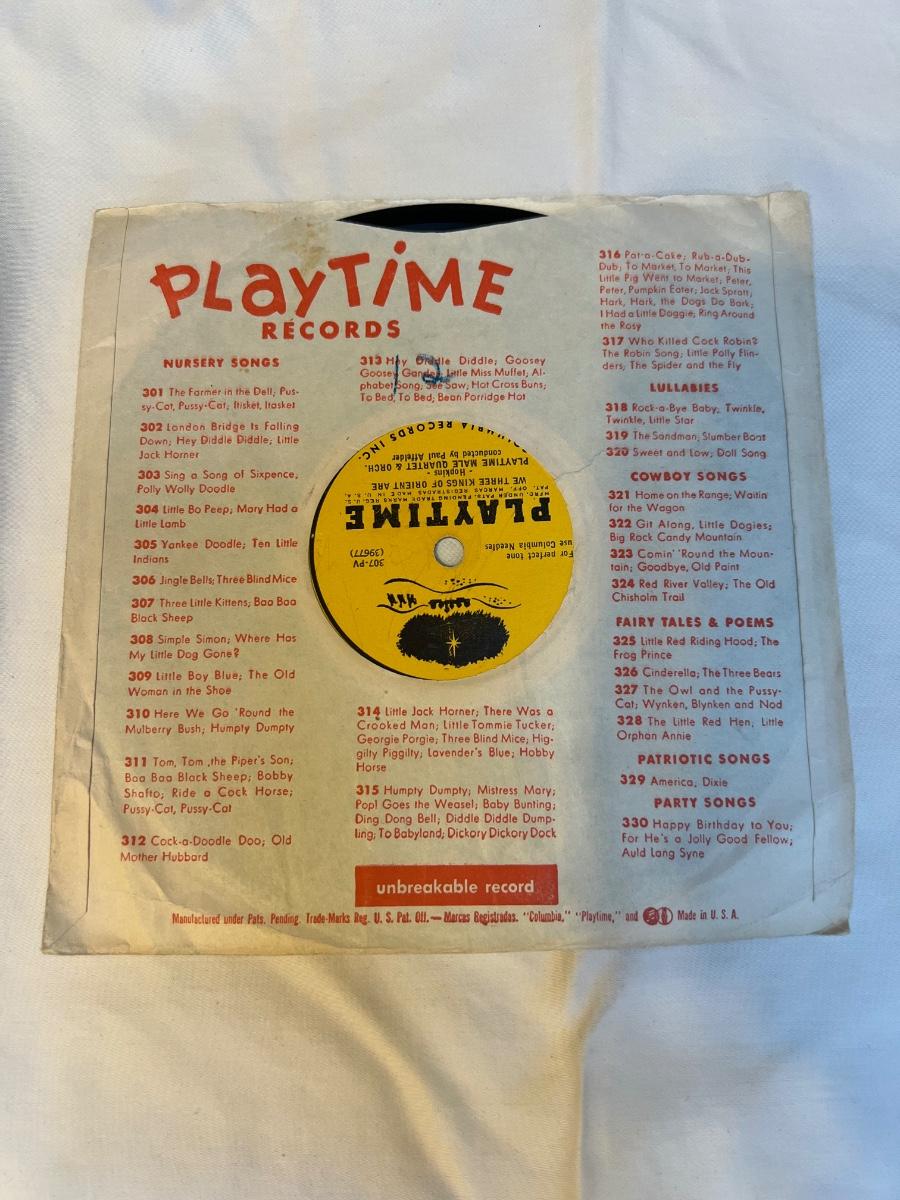 PLAYTIME
RECORDS
NURSERY SONGS
301 The Farmer in the Dell; Pus-
sy-Cat, Pussy-Cat; Itisket, Itasket
302 London Bridge Is Falling
Down; Hey Diddle Diddle; Little
Jack Horner
303 Sing a Song of Sixpence,
Polly Wolly Doodle
304 Little Bo Peep; Mary Had a
Little Lamb
305 Yankee Doodle; Ten Little
Indians
306 Jingle Bells; Three Blind Mice
307 Three Little Kittens; Baa Baa
Black Sheep
308 Simple Simon; Where Has
My Little Dog Gone?
309 Little Boy Blue; The Old
Woman in the Shoe
310 Here We Go 'Round the
Mulberry Bush; Humpty Dumpty
311 Tom, Tom ,the Piper's Son;
Baa Baa Black Sheep; Bobby
Shafto; Ride a Cock Horse;
Pussy-Cat, Pussy-Cat
312 Cock-a-Doodle Doo; Old
Mother Hubbard
313 Hey Diddle Diddle; Goosey
Goosey Gander; Little Miss Muffet; Al-
phabet Song; See Saw; Hot Cross Buns;
To Bed, To Bed; Bean Porridge Hot
12
PLAYTIME
MFRD. UNDER PATS. PENDING TRADE MARKS REG. U.S.
PAT. OFF. MARCAS REGISTRADAS MADE IN U. S. A.
WE THREE KINGS OF ORIENT ARE
- Hopkins -
PLAYTIME MALE QUARTET & ORCH.
conducted by Paul Affelder
COLUMBIA RECORDS INC.
For perfect tone
use Columbia Needles
307-PV
(39677)
314 Little Jack Horner; There Was a
Crooked Man; Little Tommie Tucker;
Georgie Porgie; Three Blind Mice; Hig-
gilty Piggilty; Lavender's Blue; Hobby
Horse
315 Humpty Dumpty; Mistress Mary;
Pop! Goes the Weasel; Baby Bunting;
Ding Dong Bell; Diddle Diddle Dump-
ling; To Babyland; Dickory Dickory Dock
316 Pat-a-Cake; Rub-a-Dub-
Dub; To Market, To Market; This
Little Pig Went to Market; Peter,
Peter, Pumpkin Eater; Jack Spratt;
Hark, Hark, the Dogs Do Bark;
I Had a Little Doggie; Ring Around
the Rosy
317 Who Killed Cock Robin?
The Robin Song; Little Polly Flin-
ders; The Spider and the Fly
LULLABIES
318 Rock-a-Bye Baby; Twinkle,
Twinkle, Little Star
319 The Sandman; Slumber Boat
320 Sweet and Low; Doll Song
COWBOY SONGS
321 Home on the Range; Waitin'
for the Wagon
322 Git Along, Little Dogies;
Big Rock Candy Mountain
323 Comin' 'Round the Moun-
tain; Goodbye, Old Paint
324 Red River Valley; The Old
Chisholm Trail
FAIRY TALES & POEMS
325 Little Red Riding Hood; The
Frog Prince
326 Cinderella; The Three Bears
327 The Owl and the Pussy-
Cat; Wynken, Blynken and Nod
328 The Little Red Hen; Little
Orphan Annie
PATRIOTIC SONGS
329 America; Dixie
PARTY SONGS
330 Happy Birthday to You;
For He's a Jolly Good Fellow;
Auld Lang Syne
unbreakable record
Manufactured under Pats. Pending. Trade-Marks Reg. U. S. Pat. Off. — Marcas Registradas. "Columbia," "Playtime," and Made in U. S. A.